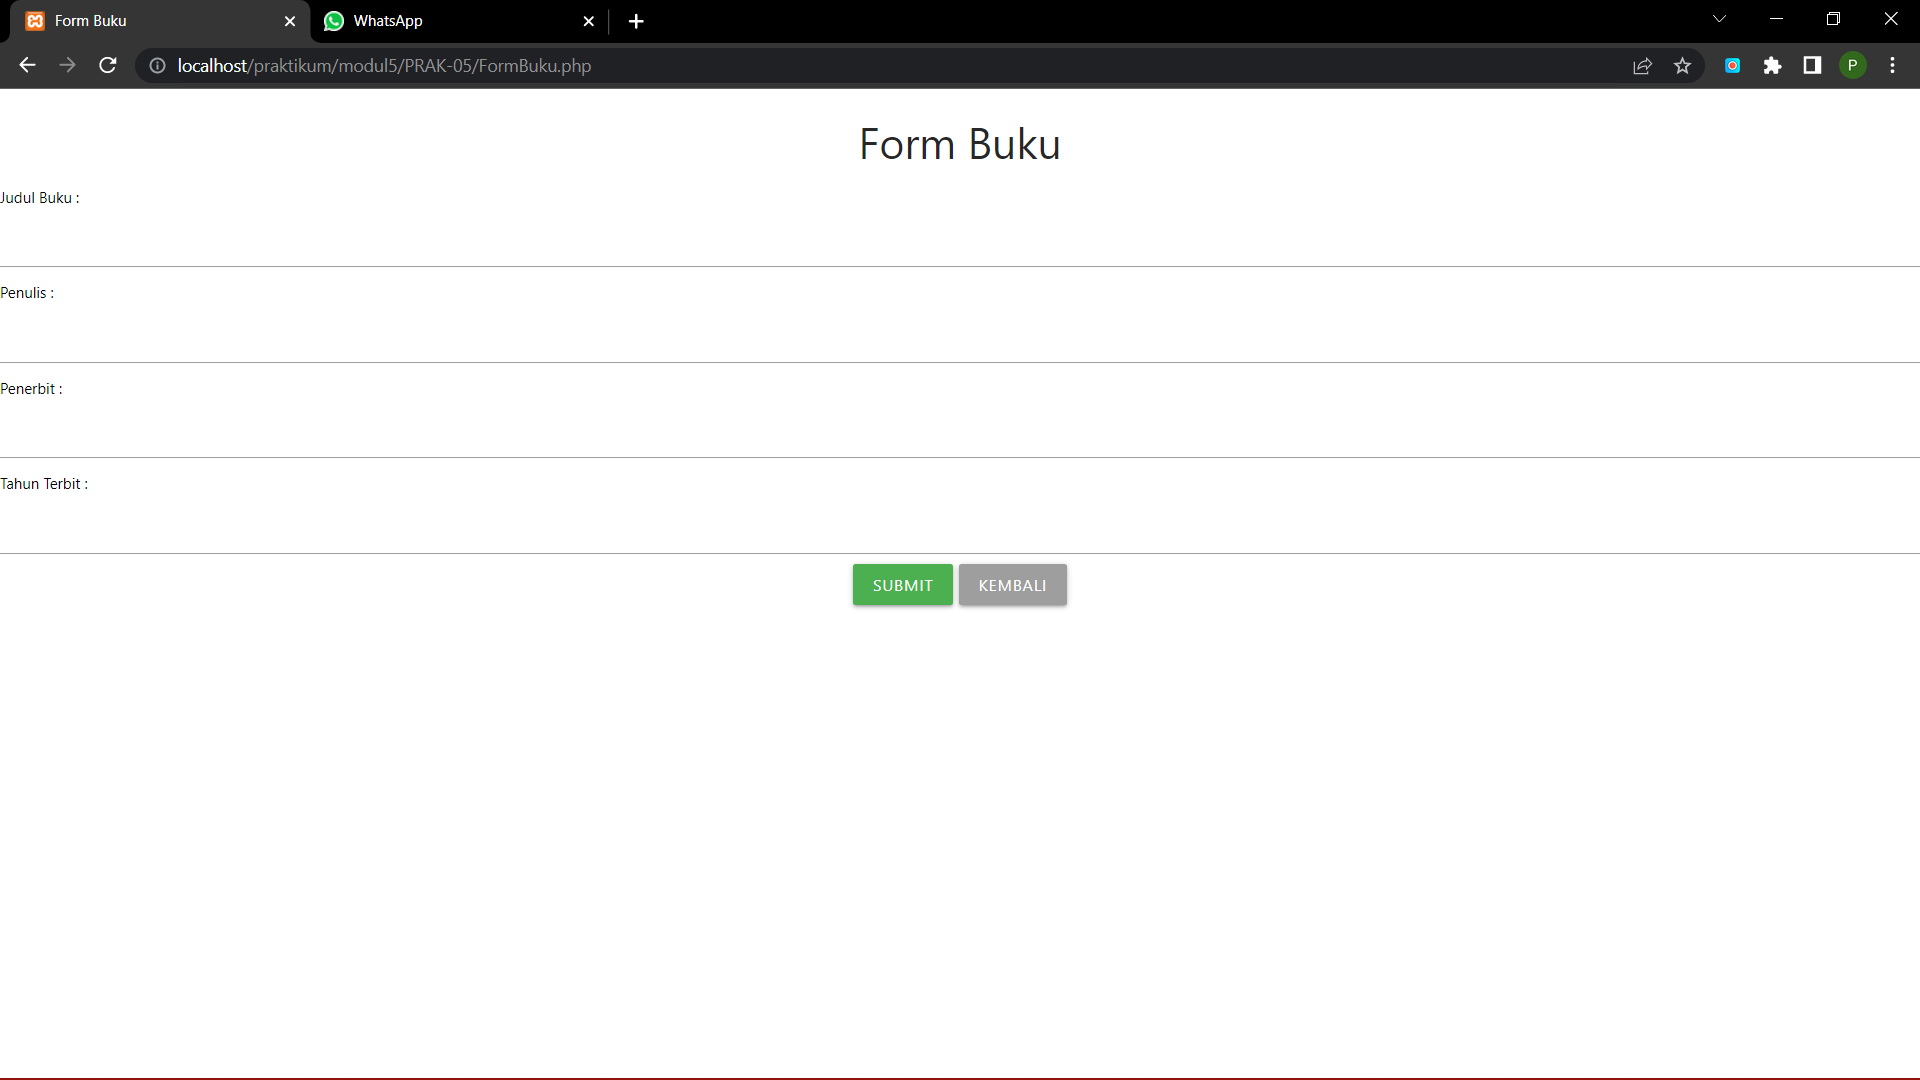 Form Buku
WhatsApp
localhost/praktikum/modul5/PRAK-05/FormBuku.php
P
Form Buku
Judul Buku :
Penulis :
Penerbit :
Tahun Terbit :
SUBMIT KEMBALI